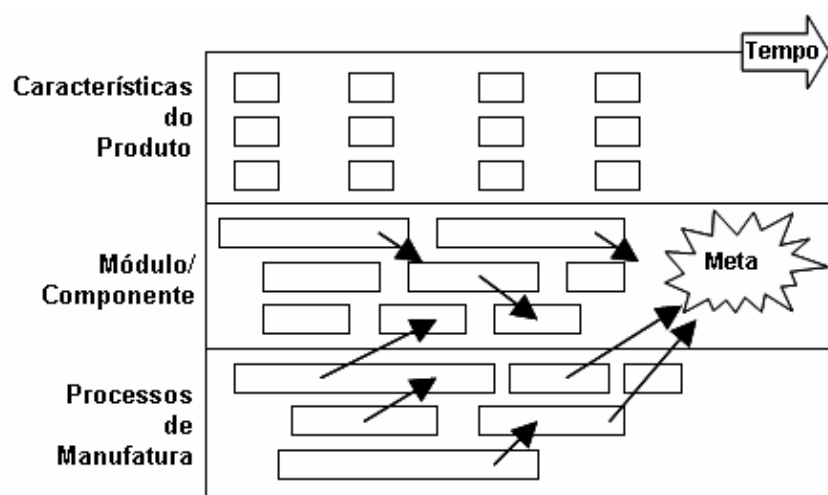 Tempo
Características
do
Produto
Módulo/
Componente
Meta
Processos
de
Manufatura